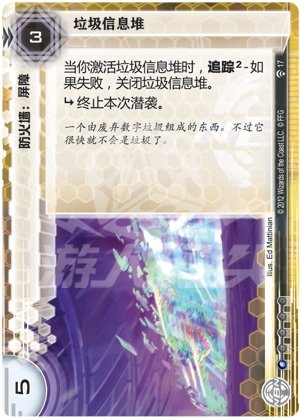 3
垃圾信息堆
防火墙：屏障
当你激活垃圾信息堆时，追踪²-如
果失败，关闭垃圾信息堆。
↳ 终止本次潜袭。
一个由废弃数字垃圾组成的东西。不过它
很快就不会是垃圾了。
17
© 2012 Wizards of the Coast LLC. © FFG
Illus. Ed Mattinian
5
NBN